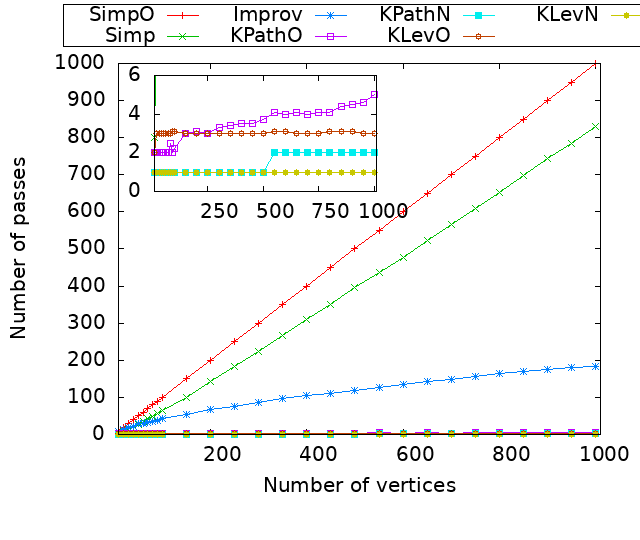 SimpO Improv KPathN KLevN
Simp KPathO KLevO
1000
900
800
700
600
500
400
300
200
100
0
6
4
2
0
250 500 750 1000
200 400 600 800 1000
Number of passes
Number of vertices